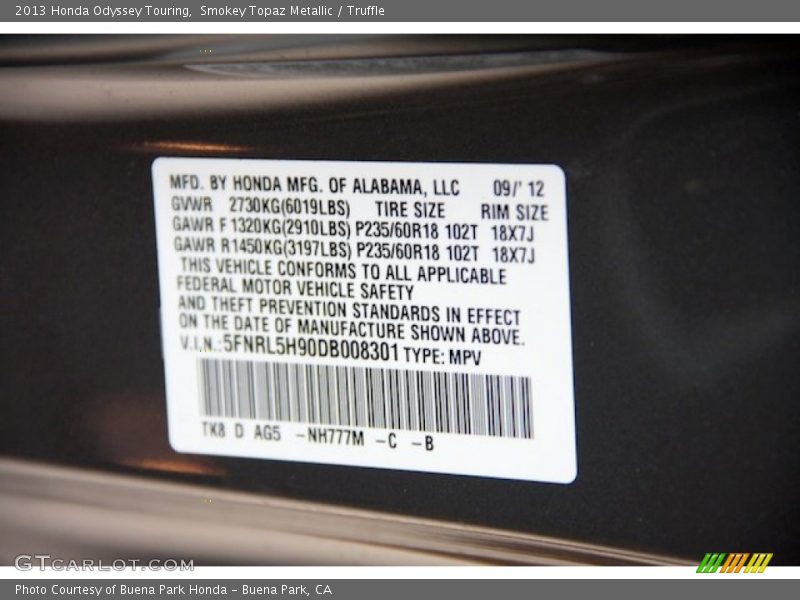 2013 Honda Odyssey Touring, Smokey Topaz Metallic / Truffle
MFD. BY HONDA MFG. OF ALABAMA, LLC 09/' 12
GVWR 2730KG(6019LBS) TIRE SIZE RIM SIZE
GAWR F 1320KG(2910LBS) P235/60R18 102T 18X7J
GAWR R1450KG(3197LBS) P235/60R18 102T 18X7J
THIS VEHICLE CONFORMS TO ALL APPLICABLE
FEDERAL MOTOR VEHICLE SAFETY
AND THEFT PREVENTION STANDARDS IN EFFECT
ON THE DATE OF MANUFACTURE SHOWN ABOVE.
V.I.N.:5FNRL5H90DB008301 TYPE: MPV
TK8 D AG5 -NH777M -C -B
GTCARLOT.COM
Photo Courtesy of Buena Park Honda - Buena Park, CA